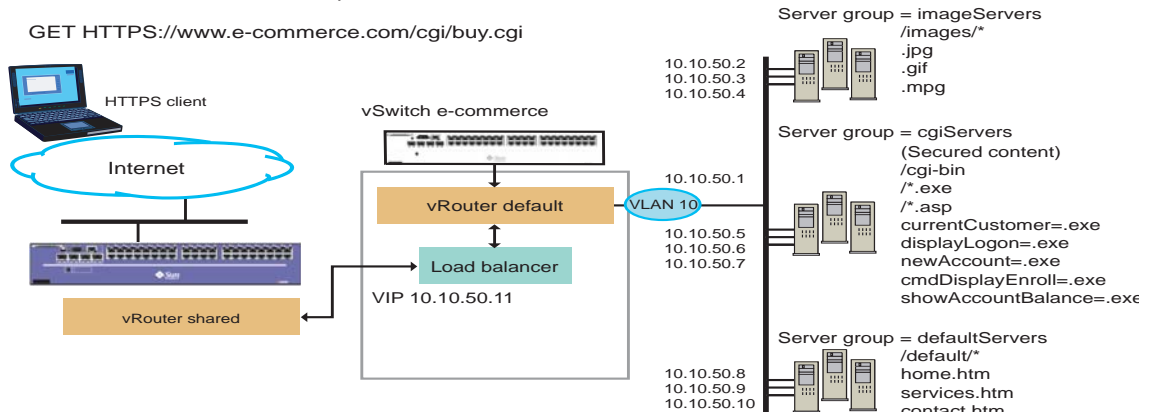 GET HTTPS://www.e-commerce.com/cgi/buy.cgi
HTTPS client
Internet
vSwitch e-commerce
vRouter default
Load balancer
VIP 10.10.50.11
vRouter shared
Sun
VLAN 10
10.10.50.2
10.10.50.3
10.10.50.4
10.10.50.1
10.10.50.5
10.10.50.6
10.10.50.7
10.10.50.8
10.10.50.9
10.10.50.10
Server group = imageServers
/images/*
.jpg
.gif
.mpg
Server group = cgiServers
(Secured content)
/cgi-bin
/*.exe
/*.asp
currentCustomer=.exe
displayLogon=.exe
newAccount=.exe
cmdDisplayEnroll=.exe
showAccountBalance=.exe
Server group = defaultServers
/default/*
home.htm
services.htm
contact.htm